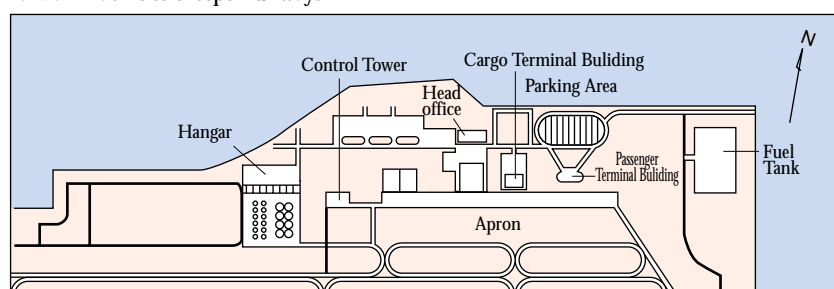 N
Control Tower
Cargo Terminal Buliding
Parking Area
Head
office
Hangar
Passenger
Terminal Buliding
Fuel
Tank
Apron